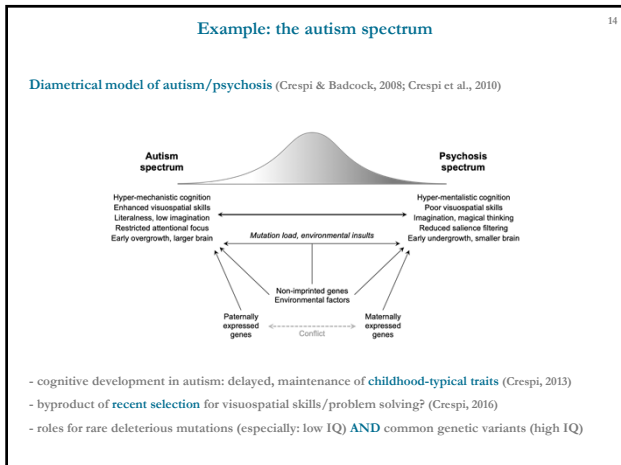 14
Example: the autism spectrum
Diametrical model of autism/psychosis (Crespi & Badcock, 2008; Crespi et al., 2010)
Autism
spectrum
Psychosis
spectrum
Hyper-mechanistic cognition
Enhanced visuospatial skills
Literalness, low imagination
Restricted attentional focus
Early overgrowth, larger brain
Hyper-mentalistic cognition
Poor visuospatial skills
Imagination, magical thinking
Reduced salience filtering
Early undergrowth, smaller brain
Mutation load, environmental insults
Non-imprinted genes
Environmental factors
Paternally
expressed
genes
Conflict
Maternally
expressed
genes
- cognitive development in autism: delayed, maintenance of childhood-typical traits (Crespi, 2013)
- byproduct of recent selection for visuospatial skills/problem solving? (Crespi, 2016)
- roles for rare deleterious mutations (especially: low IQ) AND common genetic variants (high IQ)